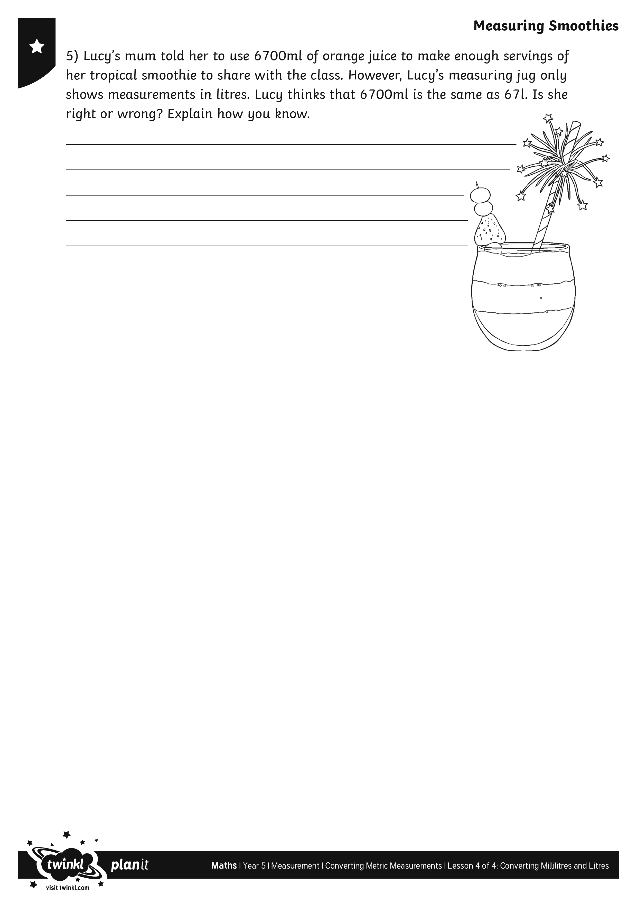 Measuring Smoothies
5) Lucy's mum told her to use 6700ml of orange juice to make enough servings of
her tropical smoothie to share with the class. However, Lucy's measuring jug only
shows measurements in litres. Lucy thinks that 6700ml is the same as 67l. Is she
right or wrong? Explain how you know.
twinkl planit
visit twinkl.com
Maths | Year 5 | Measurement | Converting Metric Measurements | Lesson 4 of 4: Converting Millilitres and Litres